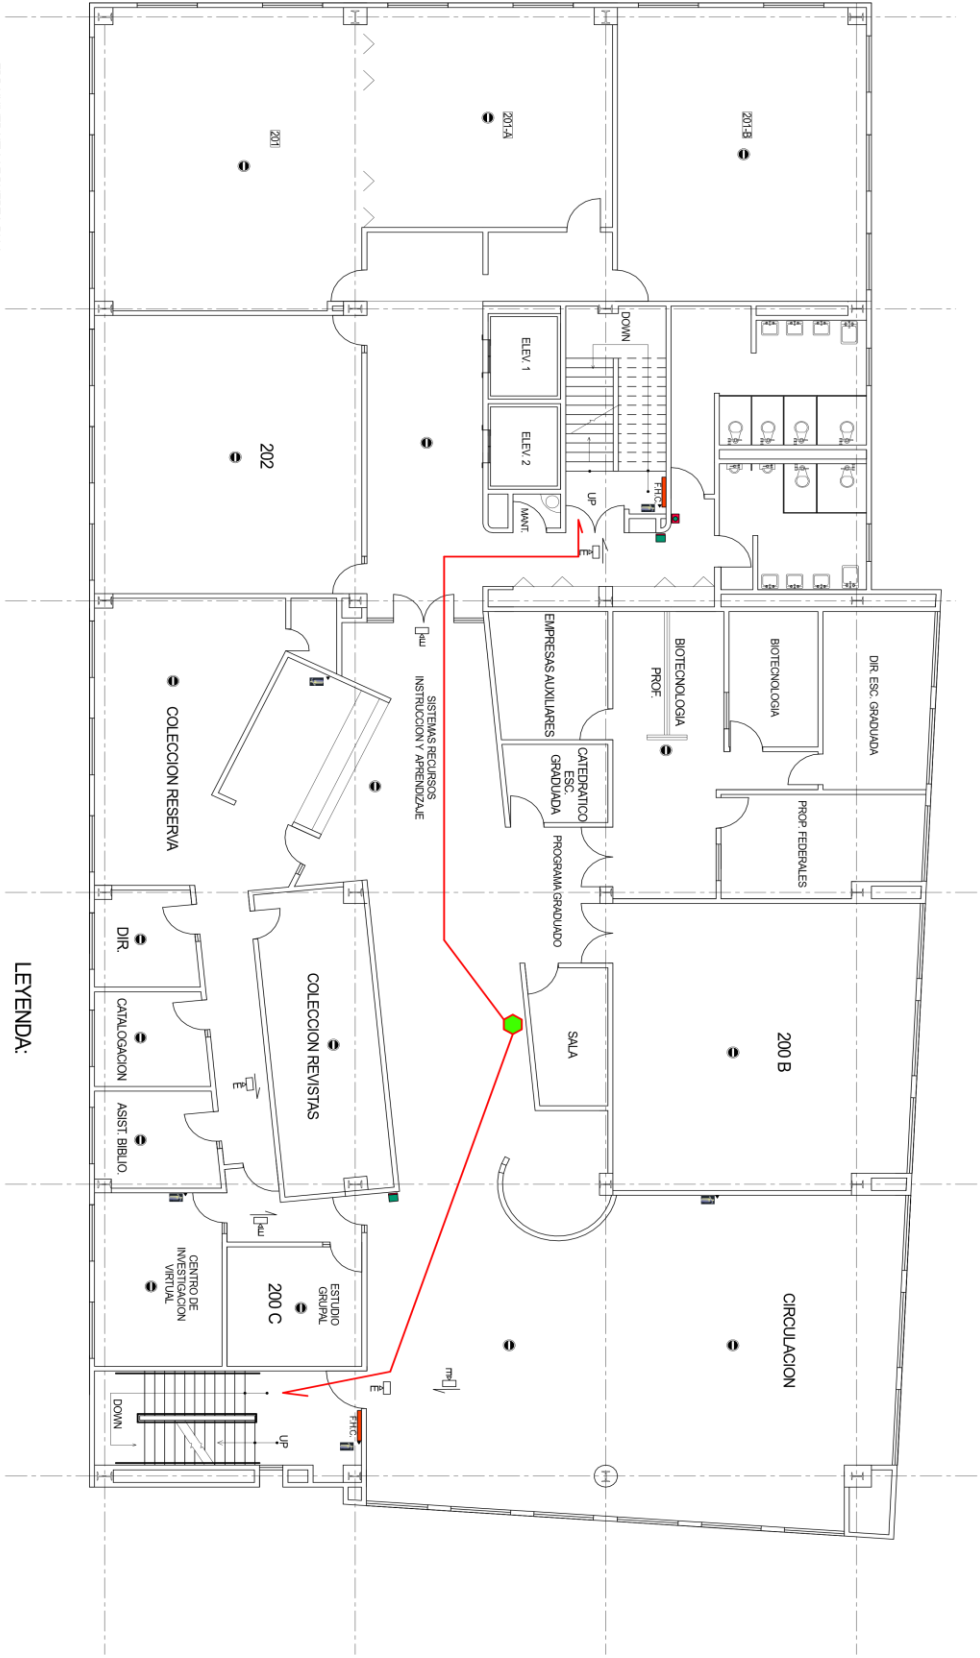 201
201-A
201-B
202
DOWN
ELEV. 1
ELEV. 2
UP
MANT.
F.H.C.
E
E
EMPRESAS AUXILIARES
BIOTECNOLOGIA
PROF.
BIOTECNOLOGIA
DIR. ESC. GRADUADA
SISTEMAS RECURSOS
INSTRUCCION Y APRENDIZAJE
CATEDRATICO
ESC.
GRADUADA
PROP. FEDERALES
PROGRAMA GRADUADO
COLECCION RESERVA
DIR.
CATALOGACION
ASIST. BIBLIO.
COLECCION REVISTAS
E
SALA
200 B
E
CENTRO DE
INVESTIGACION
VIRTUAL
ESTUDIO
GRUPAL
200 C
CIRCULACION
E
E
F.H.C.
DOWN
UP
H
LEYENDA: